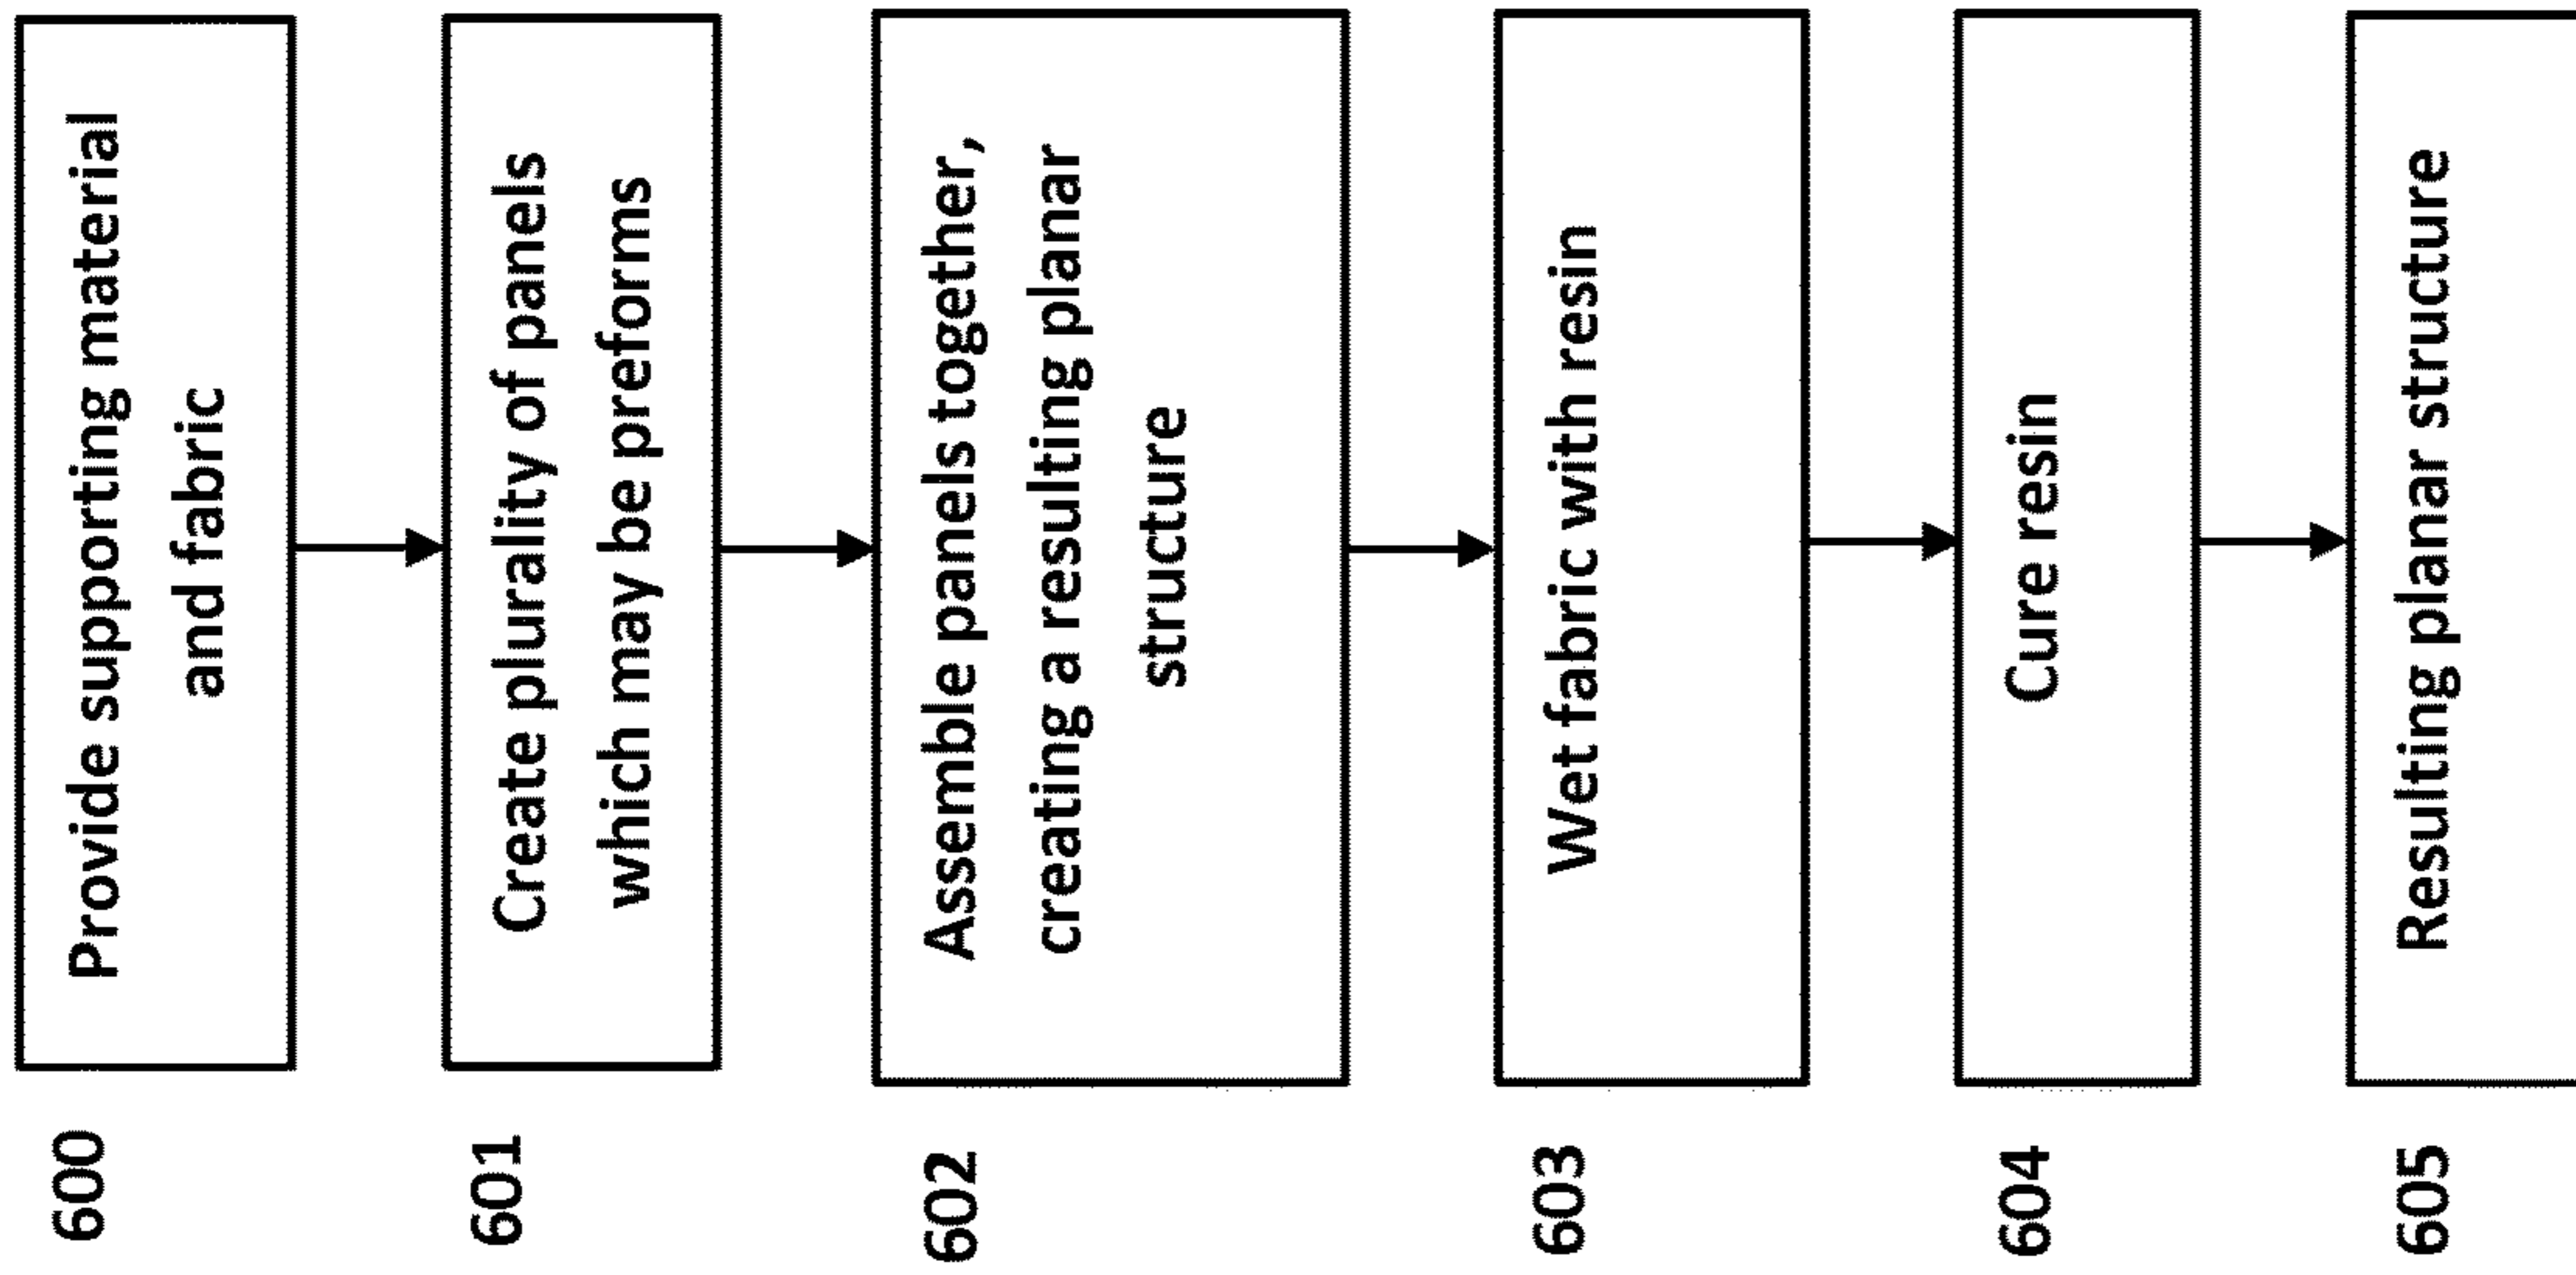 600
Provide supporting material
and fabric
601
Create plurality of panels
which may be preforms
602
Assemble panels together,
creating a resulting planar
structure
603
Wet fabric with resin
604
Cure resin
605
Resulting planar structure